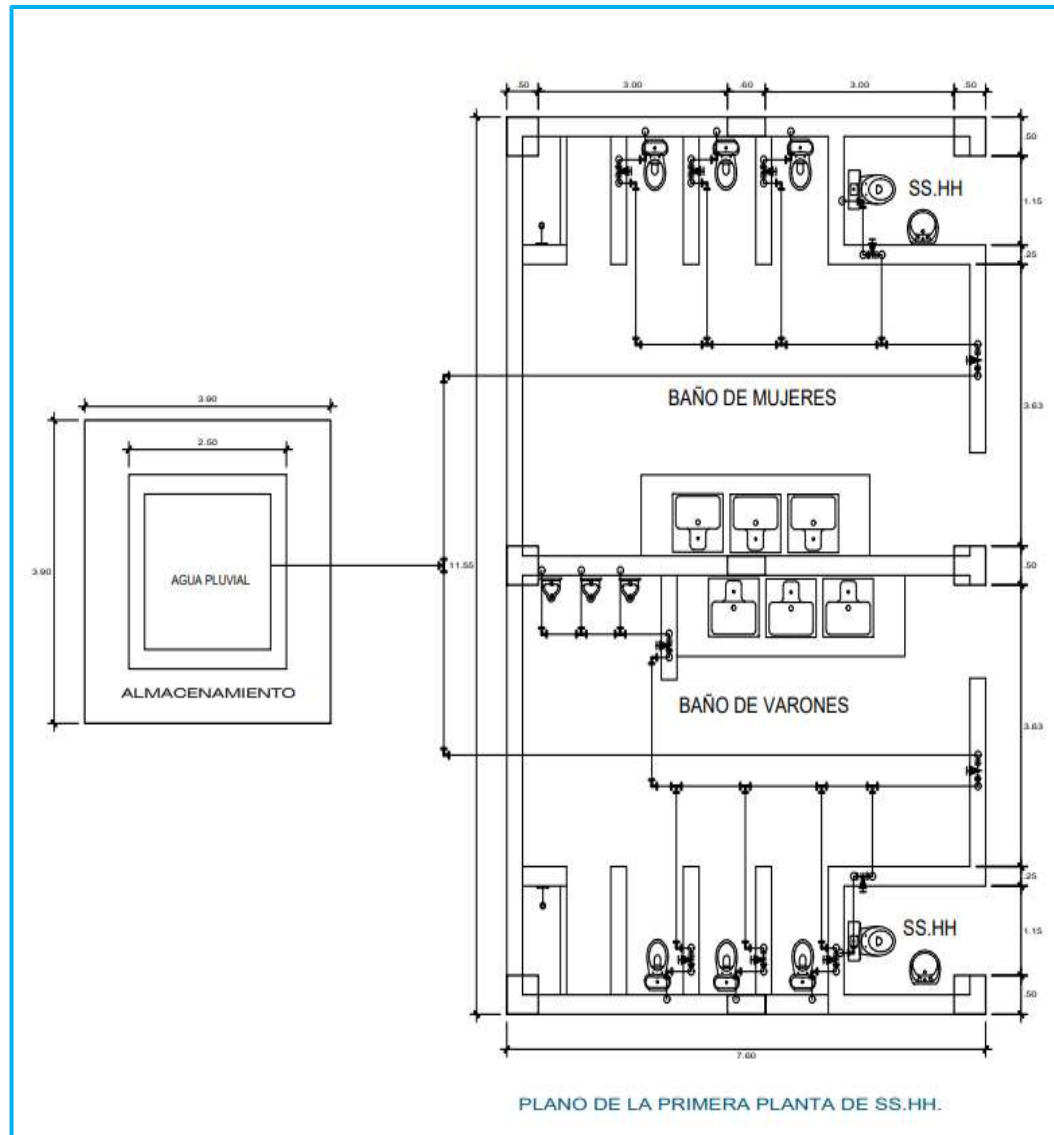 .50 3.00 .60 3.00 .50
.50
SS.HH
1.15
.25
BAÑO DE MUJERES
3.63
3.90
2.50
3.90
AGUA PLUVIAL
11.55
.50
ALMACENAMIENTO
BAÑO DE VARONES
3.63
.25
SS.HH
1.15
.50
7.60
PLANO DE LA PRIMERA PLANTA DE SS.HH.